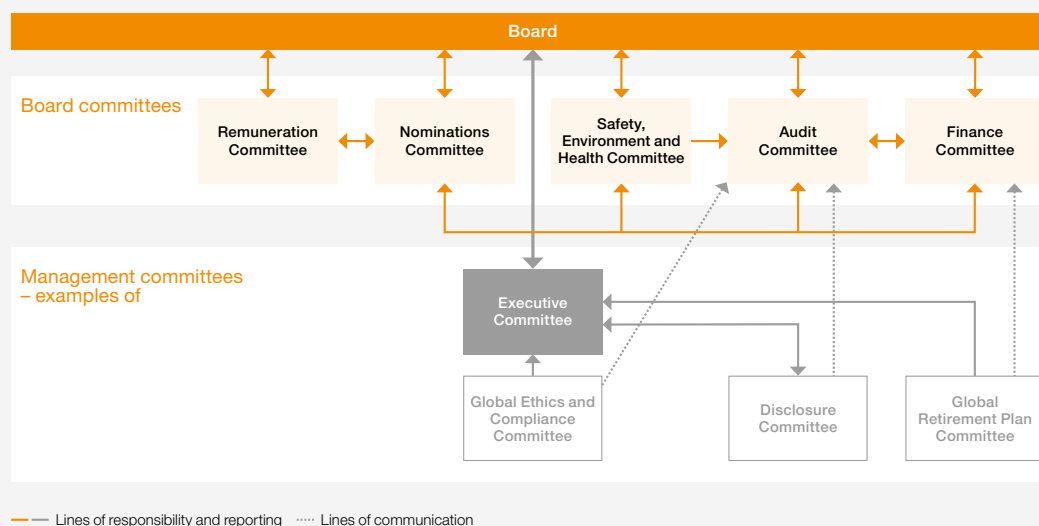 Board
Board committees
Remuneration
Committee
Nominations
Committee
Safety,
Environment and
Health Committee
Audit
Committee
Finance
Committee
Management committees
– examples of
Executive
Committee
Global Ethics and
Compliance
Committee
Disclosure
Committee
Global
Retirement Plan
Committee
Lines of responsibility and reporting
Lines of communication